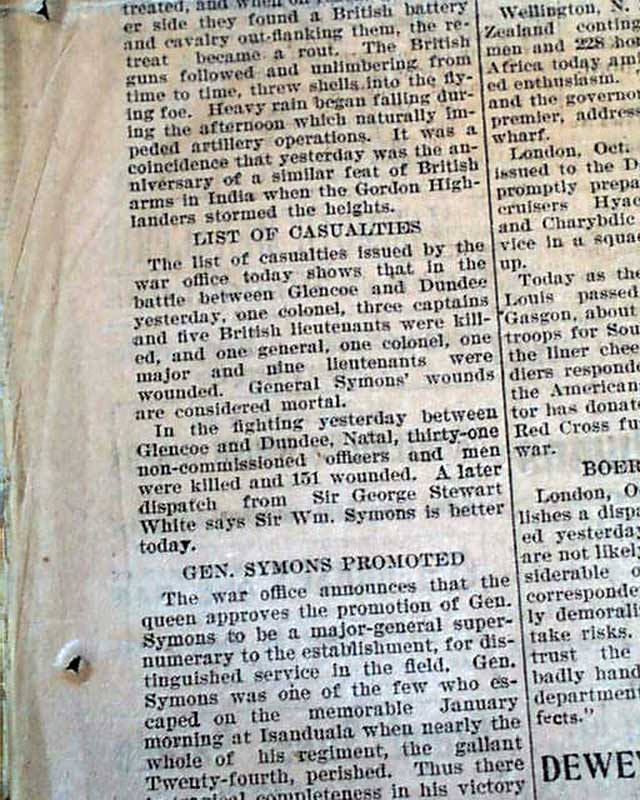 treated, and when on
er side they found a British battery
and cavalry out-flanking them, the re-
treat became a rout. The British
guns followed and unlimbering from
time to time, threw shells into the fly-
ing foe. Heavy rain began falling dur-
ing the afternoon which naturally im-
peded artillery operations. It was a
coincidence that yesterday was the an-
niversary of a similar feat of British
arms in India when the Gordon High-
landers stormed the heights.
LIST OF CASUALTIES
The list of casualties issued by the
war office today shows that in the
battle between Glencoe and Dundee
yesterday, one colonel, three captains
and five British lieutenants were kill-
ed, and one general, one colonel, one
major and nine lieutenants were
wounded. General Symons' wounds
are considered mortal.
In the fighting yesterday between
Glencoe and Dundee, Natal, thirty-one
non-commissioned officers and men
were killed and 151 wounded. A later
dispatch from Sir George Stewart
White says Sir Wm. Symons is better
today.
GEN. SYMONS PROMOTED
The war office announces that the
queen approves the promotion of Gen.
Symons to be a major-general super-
numerary to the establishment, for dis-
tinguished service in the field. Gen.
Symons was one of the few who es-
caped on the memorable January
morning at Isanduala when nearly the
whole of his regiment, the gallant
Twenty-fourth, perished. Thus there
completeness in his victory
Wellington, N.
Zealand conting
men and 228 hor
Africa today am
ed enthusiasm.
and the governo
premier, address
wharf.
London, Oct.
issued to the D
promptly prepa
cruisers Hyac
and Charybdic
vice in a squa
up.
Today as the
Louis passed
Gasgon, about
troops for Sou
the liner chee
diers responde
the American
tor has donat
Red Cross fu
war.
BOER
London, O
lishes a dispa
ed yesterday
are not likely
siderable o
corresponde
ly demorali
take risks.
trust the
badly hand
department
fects."
DEWEY